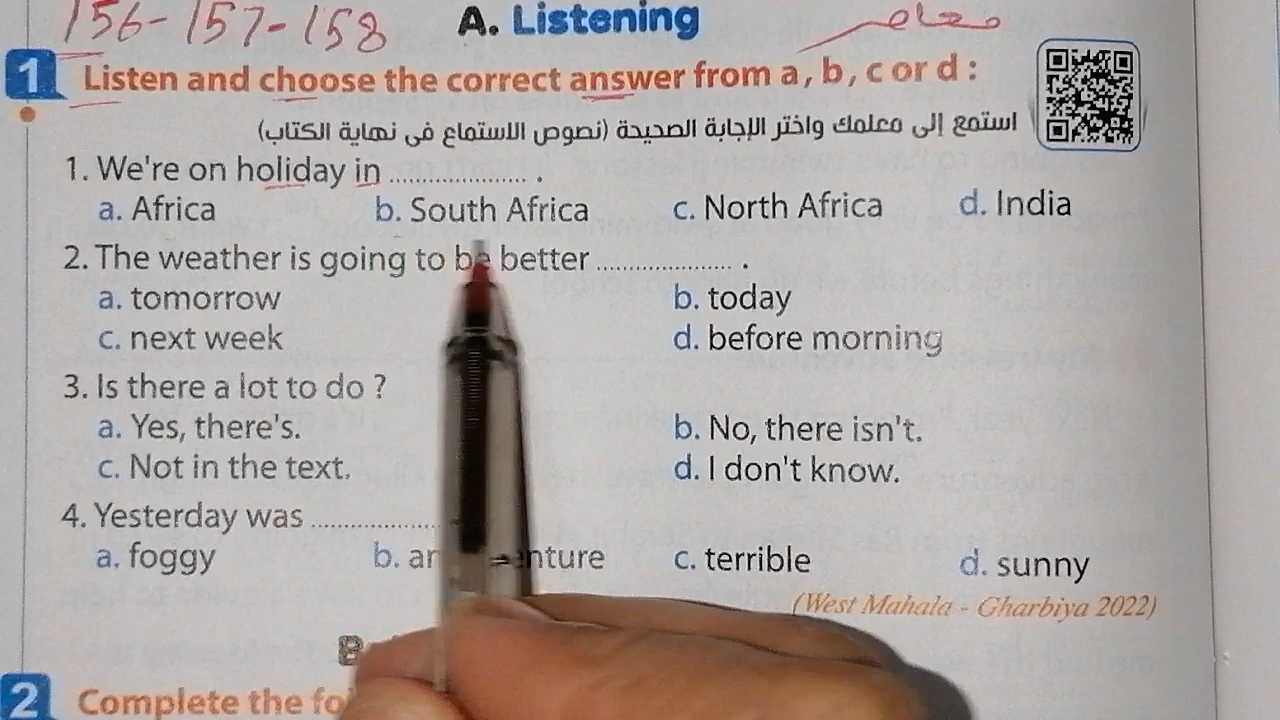 156-157-158 A. Listening معاصر
1 Listen and choose the correct answer from a, b, c or d :
استمع إلى معلمك واختر الإجابة الصحيحة (نصوص الاستماع فى نهاية الكتاب)
1. We're on holiday in .................... .
a. Africa b. South Africa c. North Africa d. India
2. The weather is going to be better .................... .
a. tomorrow b. today
c. next week d. before morning
3. Is there a lot to do ?
a. Yes, there's. b. No, there isn't.
c. Not in the text. d. I don't know.
4. Yesterday was ....................
a. foggy b. an adventure c. terrible d. sunny
(West Mahala - Gharbiya 2022)
2 Complete the